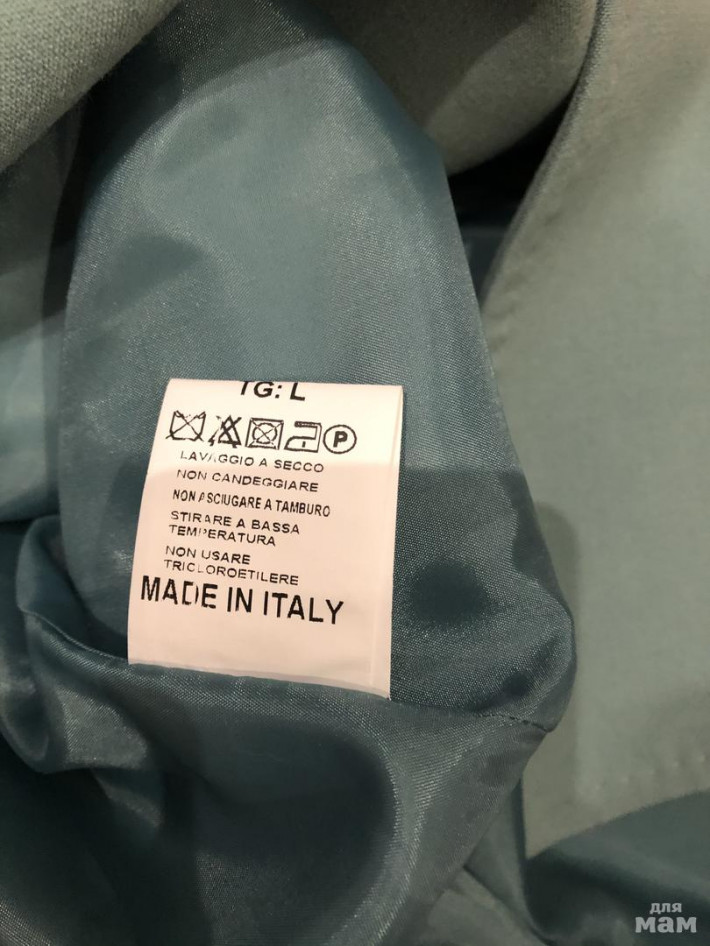 TG: L
P
LAVAGGIO A SECCO
NON CANDEGGIARE
NON ASCIUGARE A TAMBURO
STIRARE A BASSA
TEMPERATURA
NON USARE
TRICLOROETILERE
MADE IN ITALY
для
мам